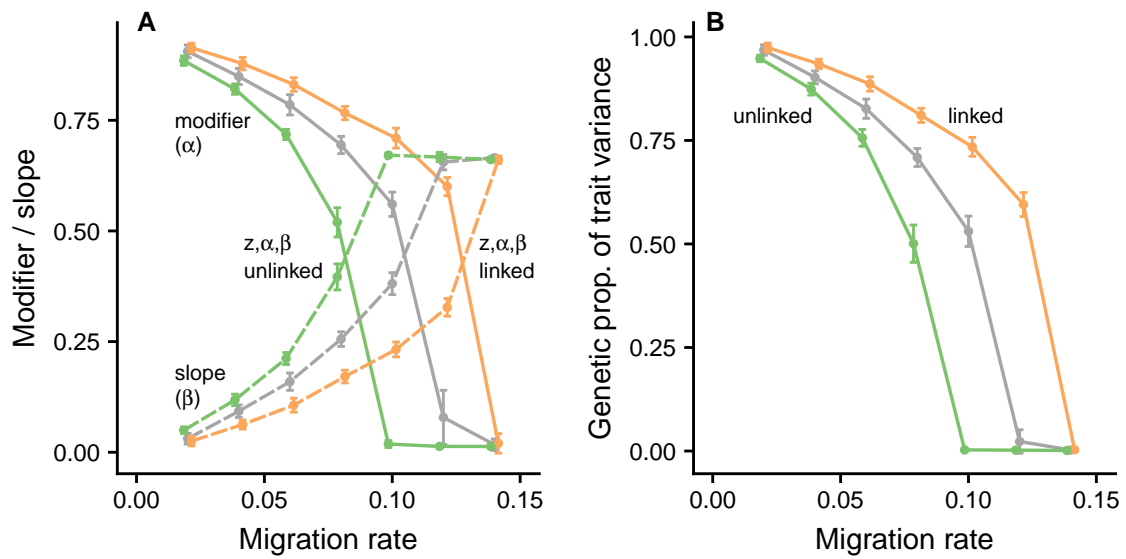 A
Modifier / slope
0.75
0.50
0.25
0.00
modifier
(α)
z,α,β
unlinked
z,α,β
linked
slope
(β)
0.00
0.05
0.10
0.15
Migration rate
B
Genetic prop. of trait variance
1.00
0.75
0.50
0.25
0.00
unlinked
linked
0.00
0.05
0.10
0.15
Migration rate